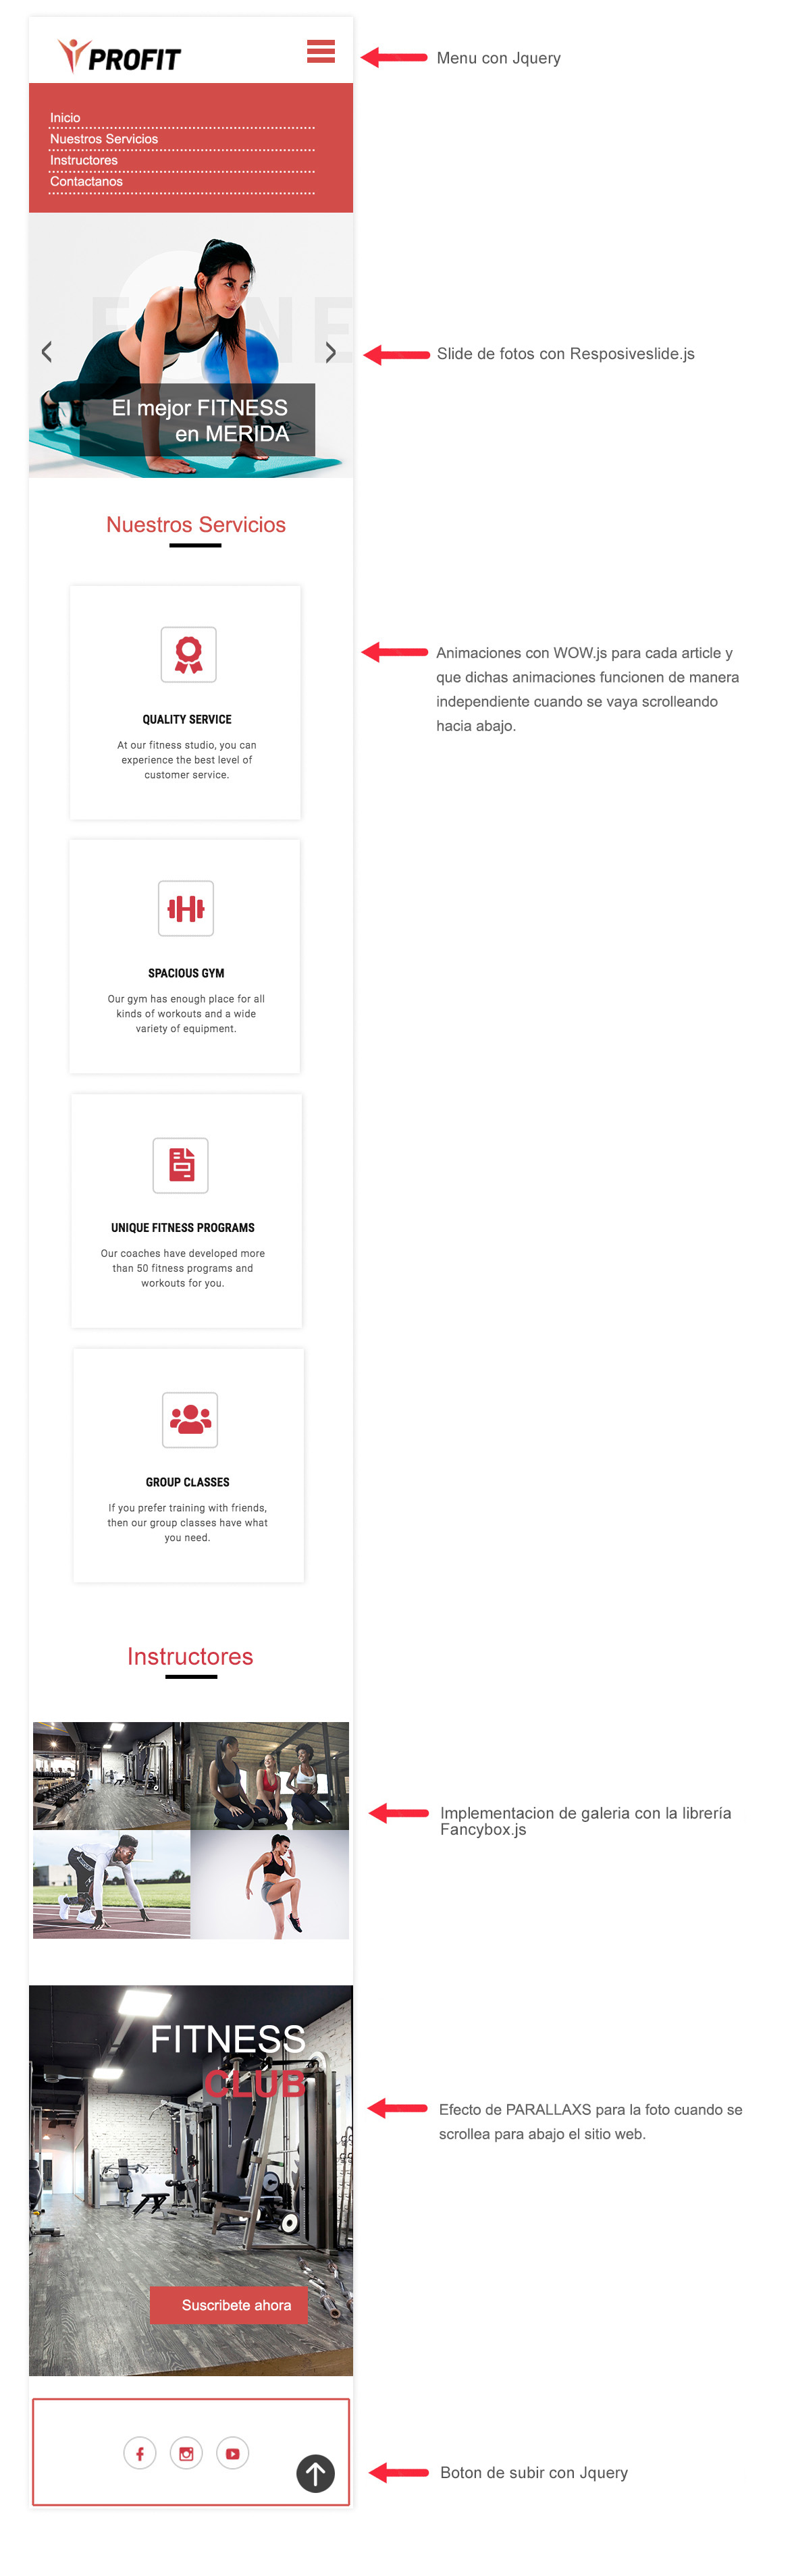 PROFIT
Menu con Jquery
Inicio
Nuestros Servicios
Instructores
Contactanos
Slide de fotos con Resposiveslide.js
El mejor FITNESS
en MERIDA
Nuestros Servicios
Animaciones con WOW.js para cada article y
que dichas animaciones funcionen de manera
independiente cuando se vaya scrolleando
hacia abajo.
QUALITY SERVICE
At our fitness studio, you can
experience the best level of
customer service.
SPACIOUS GYM
Our gym has enough place for all
kinds of workouts and a wide
variety of equipment.
UNIQUE FITNESS PROGRAMS
Our coaches have developed more
than 50 fitness programs and
workouts for you.
GROUP CLASSES
If you prefer training with friends,
then our group classes have what
you need.
Instructores
Implementacion de galeria con la librería
Fancybox.js
FITNESS
CLUB
Efecto de PARALLAXS para la foto cuando se
scrollea para abajo el sitio web.
Suscribete ahora
Boton de subir con Jquery